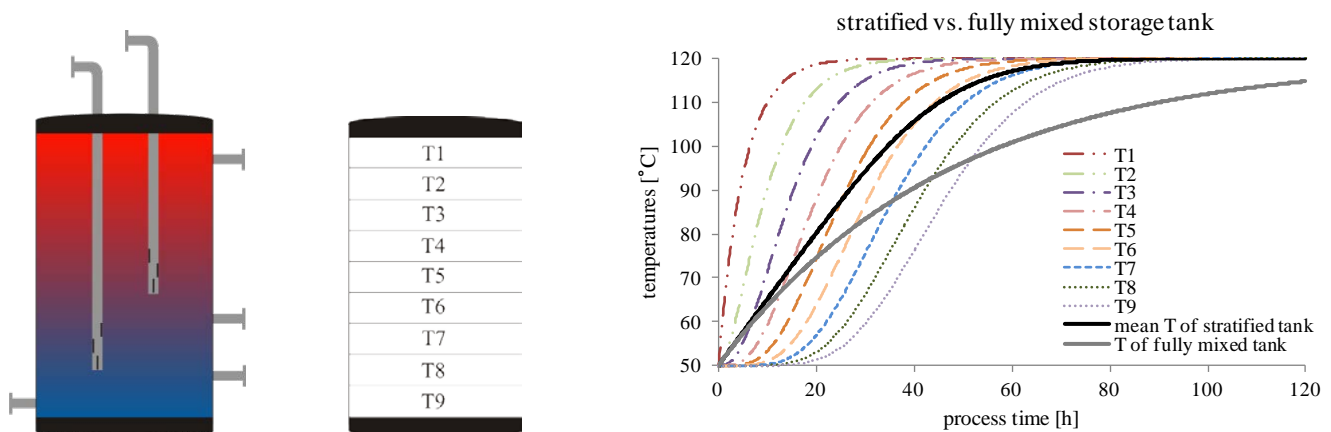 T1
T2
T3
T4
T5
T6
T7
T8
T9
stratified vs. fully mixed storage tank
temperatures [˚C]
120
110
100
90
80
70
60
50
0 20 40 60 80 100 120
process time [h]
T1
T2
T3
T4
T5
T6
T7
T8
T9
mean T of stratified tank
T of fully mixed tank